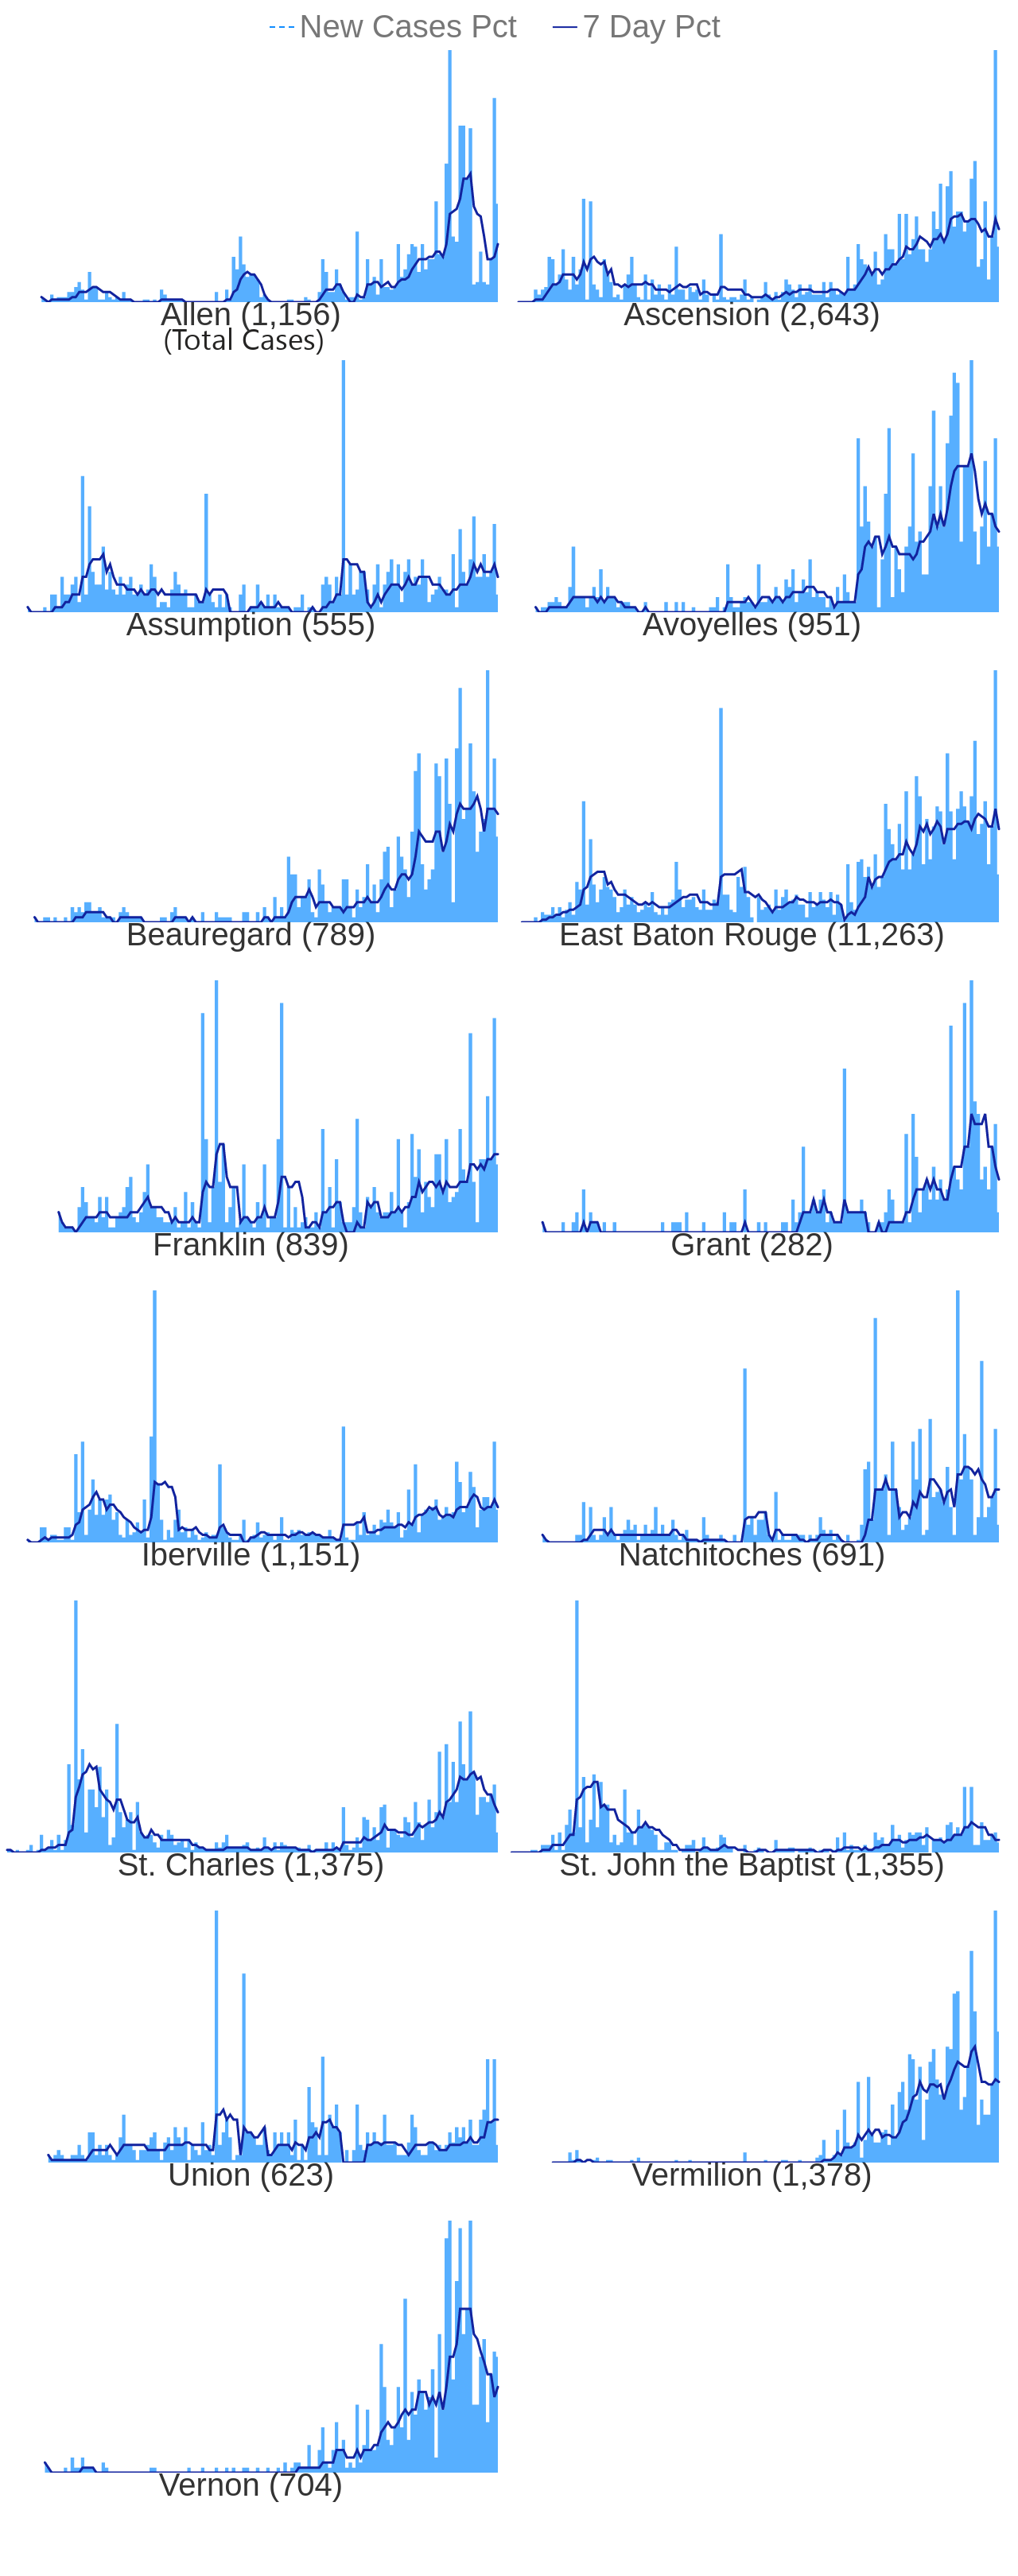 New Cases Pct 7 Day Pct
Allen (1,156) Ascension (2,643)
(Total Cases)
Assumption (555) Avoyelles (951)
Beauregard (789) East Baton Rouge (11,263)
Franklin (839) Grant (282)
Iberville (1,151) Natchitoches (691)
St. Charles (1,375) St. John the Baptist (1,355)
Union (623) Vermilion (1,378)
Vernon (704)